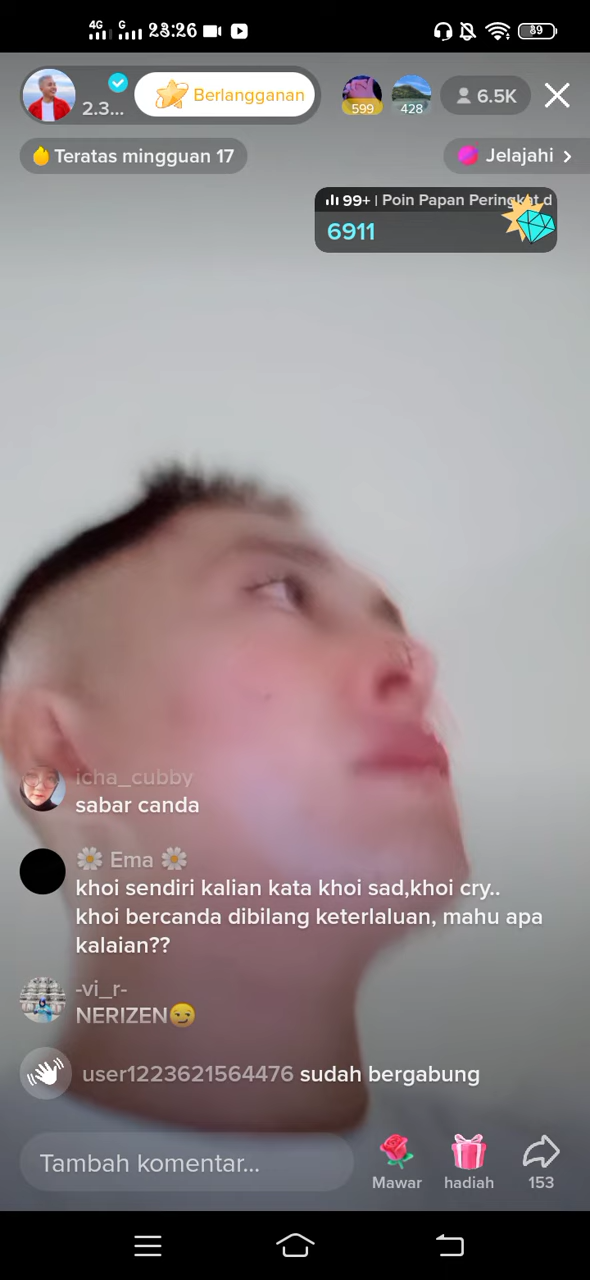 4G
G
23:26
89
2.3...
Berlangganan
599
428
6.5K
Teratas mingguan 17
Jelajahi
99+ | Poin Papan Peringkat d
6911
icha_cubby
sabar canda
Ema
khoi sendiri kalian kata khoi sad,khoi cry..
khoi bercanda dibilang keterlaluan, mahu apa
kalaian??
-vi_r-
NERIZEN
user1223621564476 sudah bergabung
Tambah komentar...
Mawar
hadiah
153